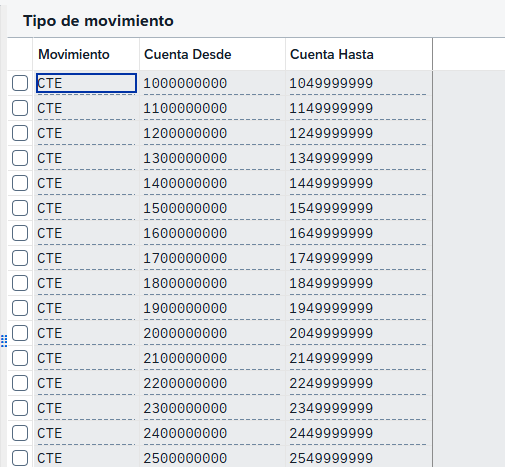 Tipo de movimiento
Movimiento Cuenta Desde Cuenta Hasta
CTE 1000000000 1049999999
CTE 1100000000 1149999999
CTE 1200000000 1249999999
CTE 1300000000 1349999999
CTE 1400000000 1449999999
CTE 1500000000 1549999999
CTE 1600000000 1649999999
CTE 1700000000 1749999999
CTE 1800000000 1849999999
CTE 1900000000 1949999999
CTE 2000000000 2049999999
CTE 2100000000 2149999999
CTE 2200000000 2249999999
CTE 2300000000 2349999999
CTE 2400000000 2449999999
CTE 2500000000 2549999999